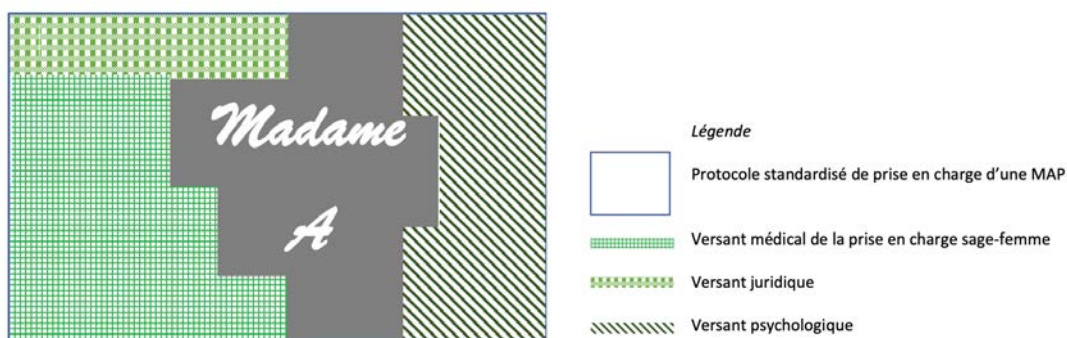 Madame
A
Légende
Protocole standardisé de prise en charge d’une MAP
Versant médical de la prise en charge sage-femme
Versant juridique
Versant psychologique